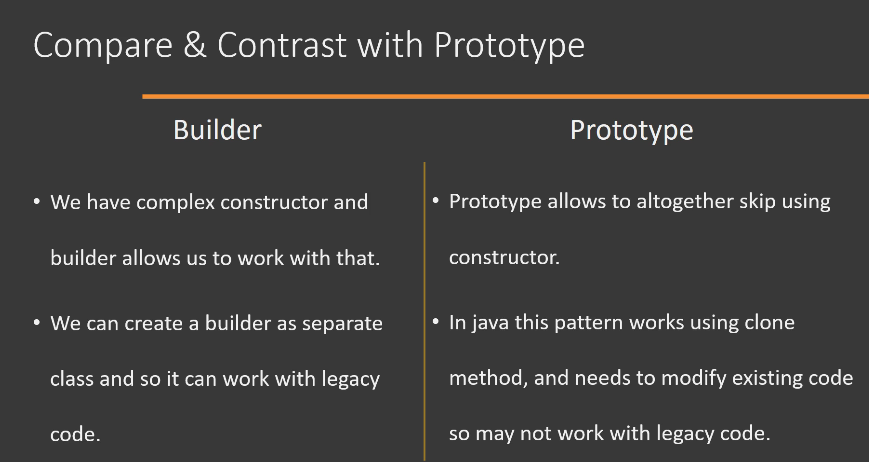 Compare & Contrast with Prototype
Builder
• We have complex constructor and
builder allows us to work with that.
• We can create a builder as separate
class and so it can work with legacy
code.
Prototype
• Prototype allows to altogether skip using
constructor.
• In java this pattern works using clone
method, and needs to modify existing code
so may not work with legacy code.